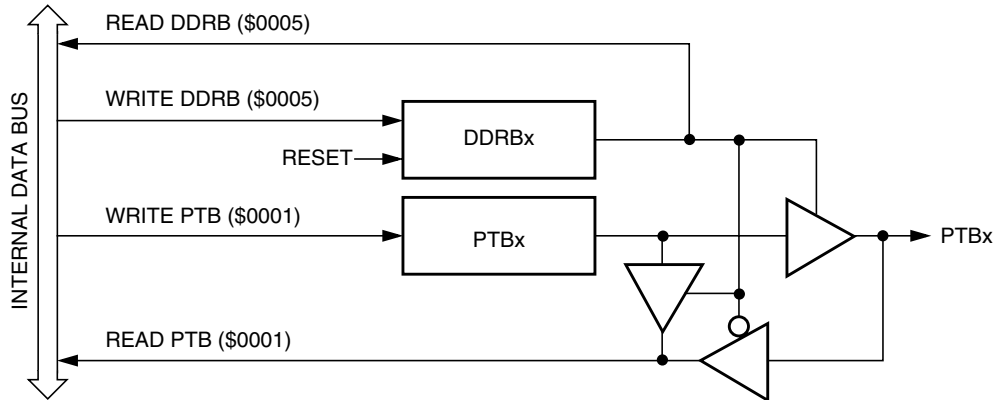 READ DDRB ($0005)
WRITE DDRB ($0005)
DDRBx
RESET
WRITE PTB ($0001)
PTBx
PTBx
READ PTB ($0001)
INTERNAL DATA BUS